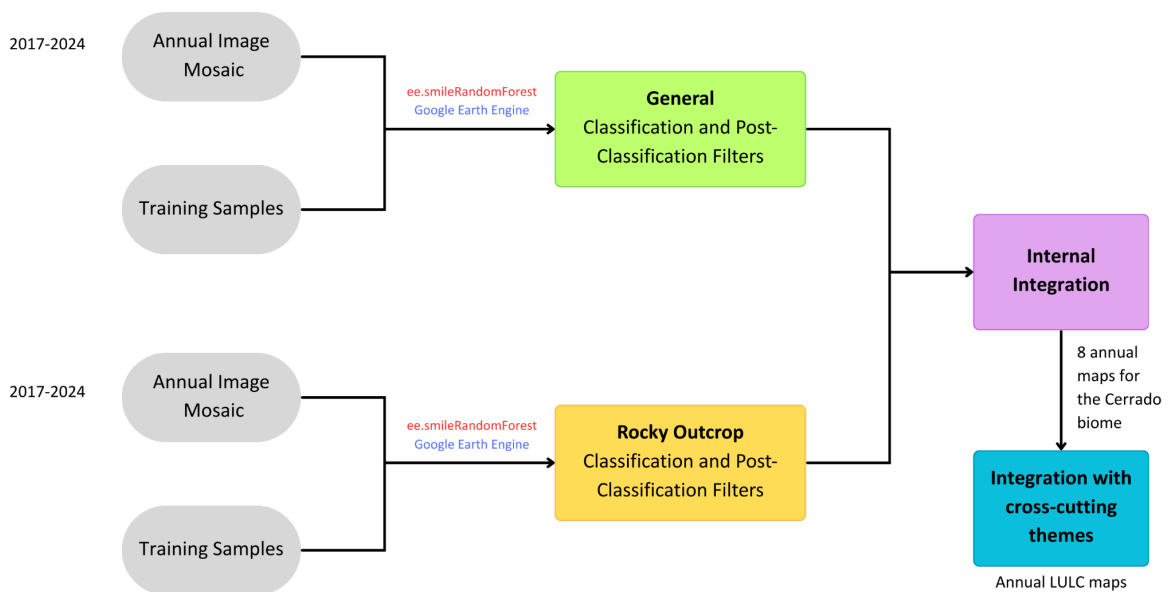 2017-2024
Annual Image
Mosaic
Training Samples
ee.smileRandomForest
Google Earth Engine
General
Classification and Post-
Classification Filters
2017-2024
Annual Image
Mosaic
Training Samples
ee.smileRandomForest
Google Earth Engine
Rocky Outcrop
Classification and Post-
Classification Filters
Internal
Integration
8 annual
maps for
the Cerrado
biome
Integration with
cross-cutting
themes
Annual LULC maps